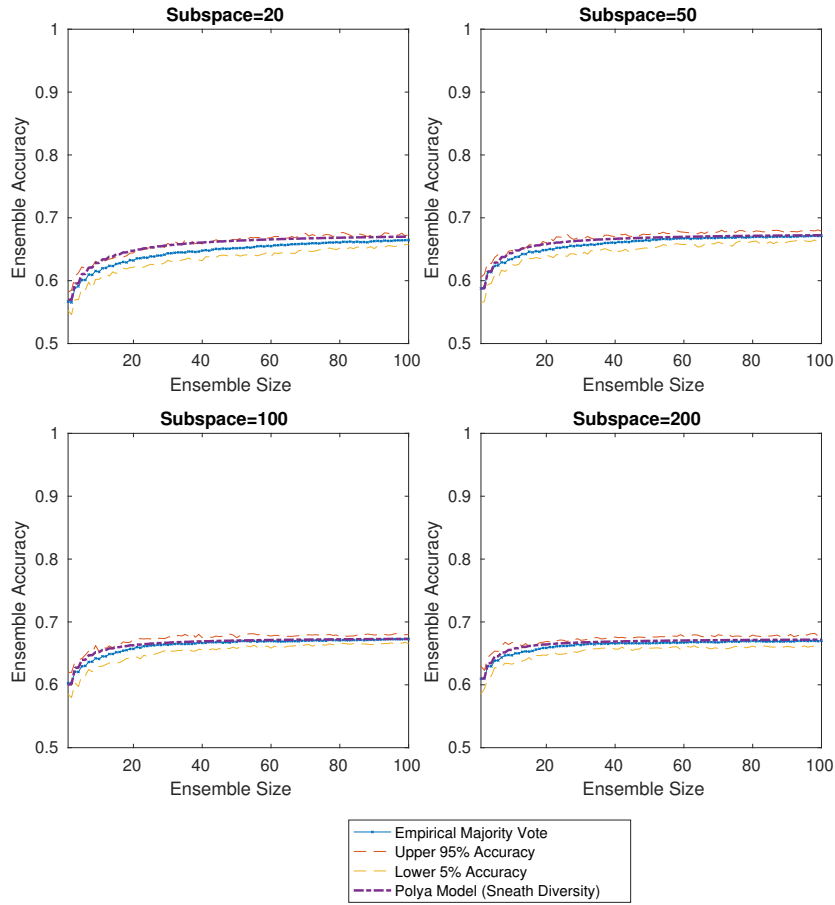 Subspace=20
1
0.9
0.8
0.7
0.6
0.5
Ensemble Accuracy
20 40 60 80 100
Ensemble Size
Subspace=50
1
0.9
0.8
0.7
0.6
0.5
Ensemble Accuracy
20 40 60 80 100
Ensemble Size
Subspace=100
1
0.9
0.8
0.7
0.6
0.5
Ensemble Accuracy
20 40 60 80 100
Ensemble Size
Subspace=200
1
0.9
0.8
0.7
0.6
0.5
Ensemble Accuracy
20 40 60 80 100
Ensemble Size
Empirical Majority Vote
Upper 95% Accuracy
Lower 5% Accuracy
Polya Model (Sneath Diversity)